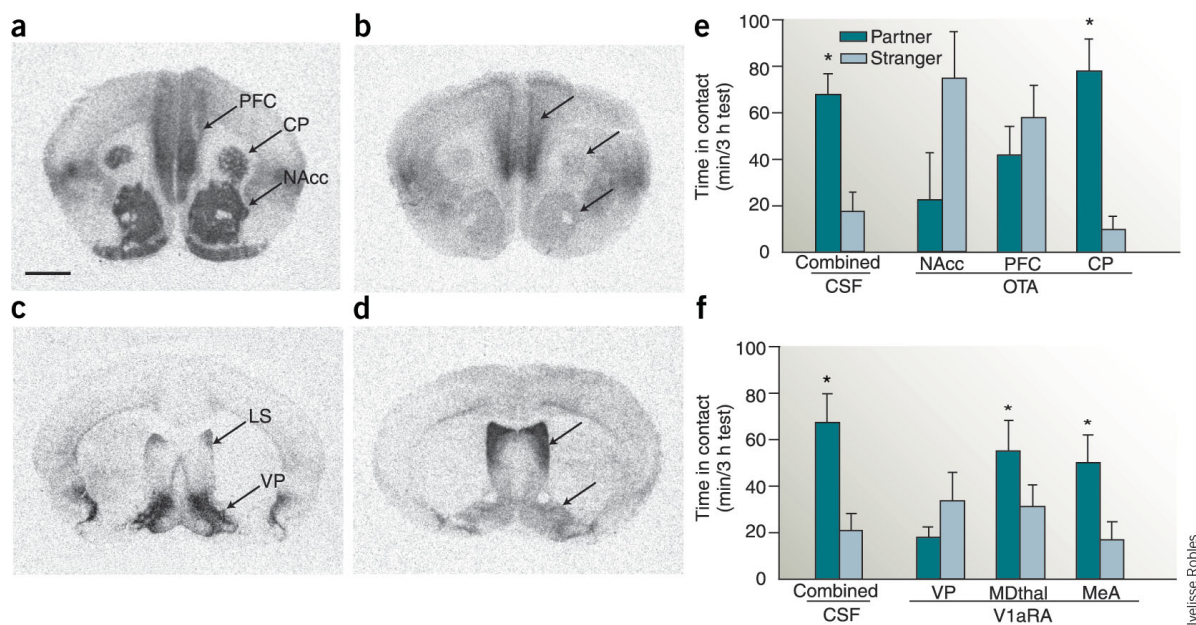 a
PFC
CP
NAcc
b
c
LS
VP
d
e
Partner
Stranger
Time in contact
(min/3 h test)
100
80
60
40
20
0
*
*
Combined
NAcc
PFC
CP
CSF
OTA
f
Time in contact
(min/3 h test)
100
80
60
40
20
0
*
*
*
Combined
VP
MDthal
MeA
CSF
V1aRA
Ivelisse Robles